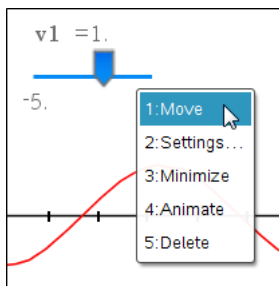 v1 =1.
-5.
1:Move
2:Settings...
3:Minimize
4:Animate
5:Delete